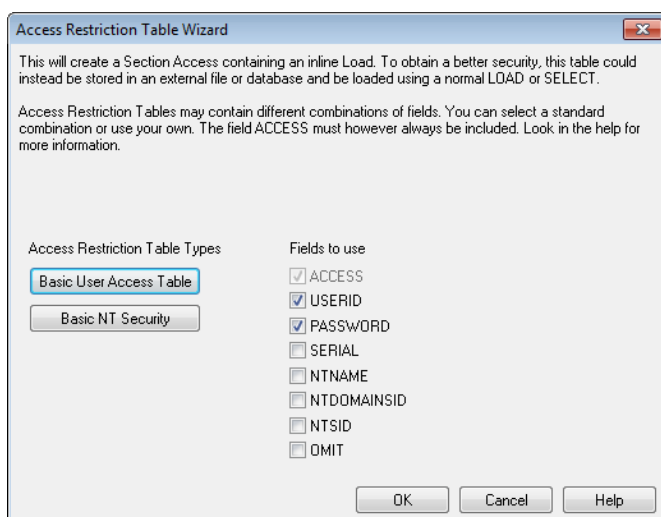 Access Restriction Table Wizard
This will create a Section Access containing an inline Load. To obtain a better security, this table could
instead be stored in an external file or database and be loaded using a normal LOAD or SELECT.
Access Restriction Tables may contain different combinations of fields. You can select a standard
combination or use your own. The field ACCESS must however always be included. Look in the help for
more information.
Access Restriction Table Types
Basic User Access Table
Basic NT Security
Fields to use
ACCESS
USERID
PASSWORD
SERIAL
NTNAME
NTDOMAINSID
NTSID
OMIT
OK
Cancel
Help